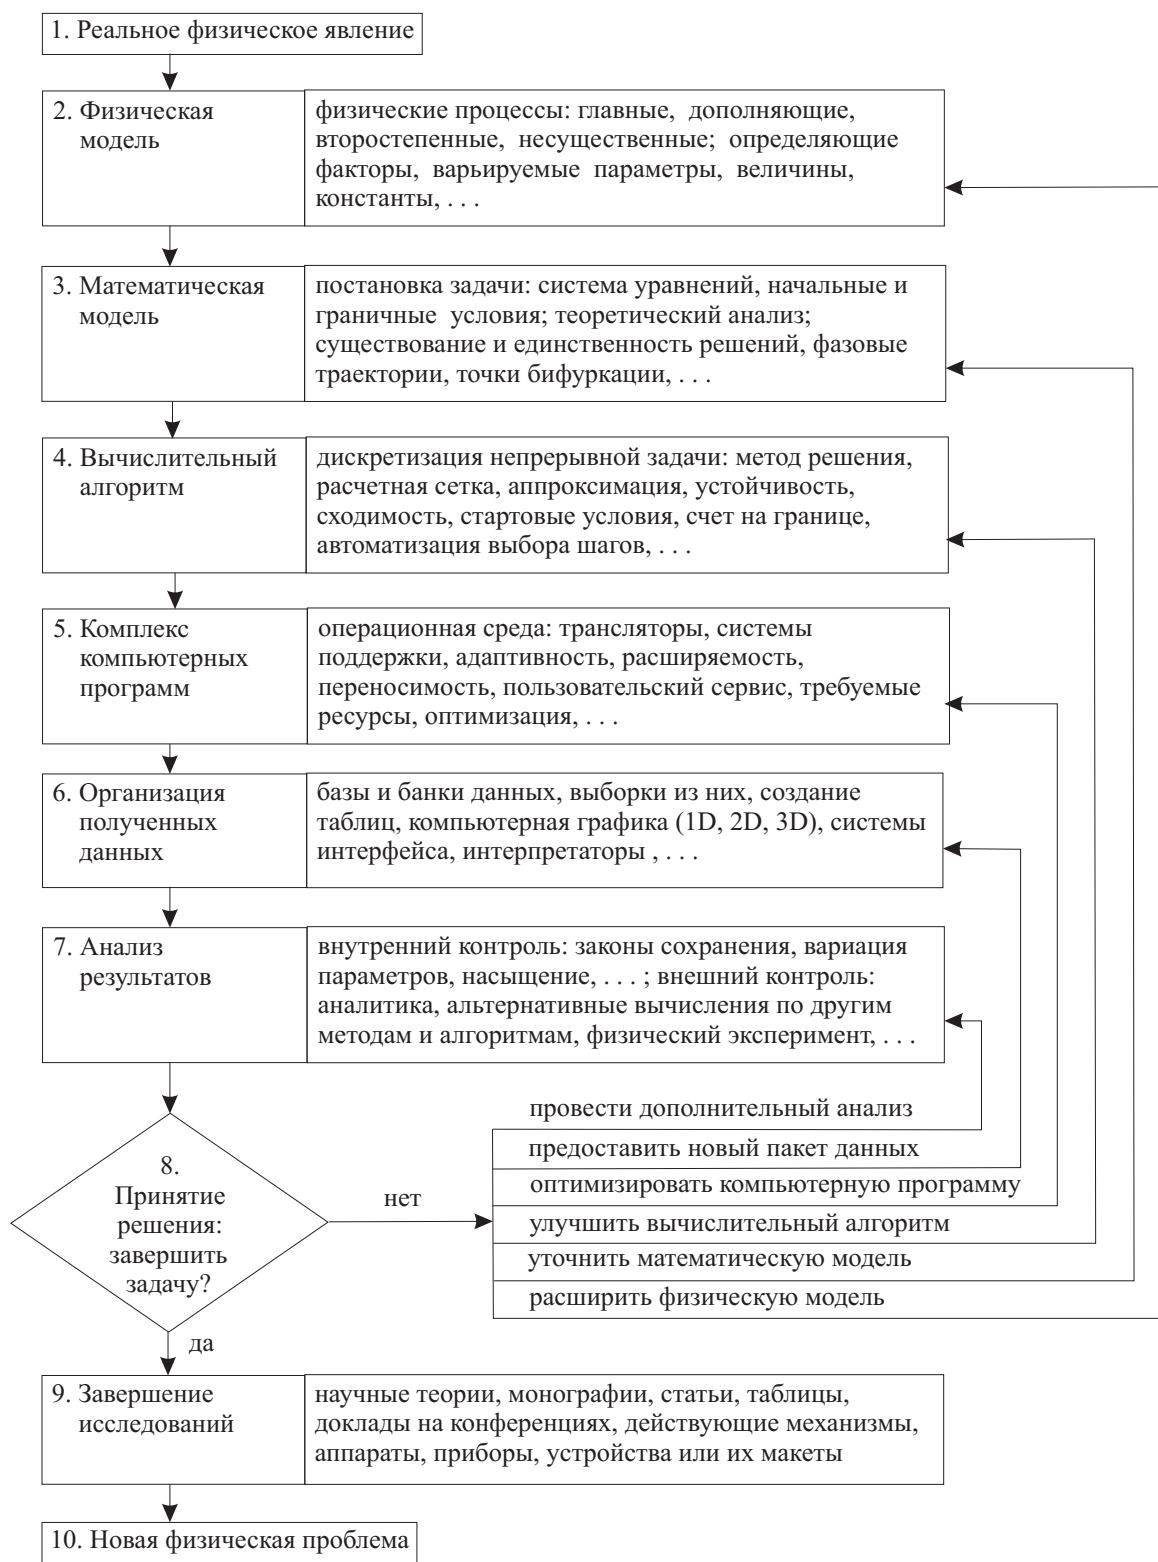 1. Реальное физическое явление
2. Физическая
модель
физические процессы: главные, дополняющие,
второстепенные, несущественные; определяющие
факторы, варьируемые параметры, величины,
константы, . . .
3. Математическая
модель
постановка задачи: система уравнений, начальные и
граничные условия; теоретический анализ;
существование и единственность решений, фазовые
траектории, точки бифуркации, . . .
4. Вычислительный
алгоритм
дискретизация непрерывной задачи: метод решения,
расчетная сетка, аппроксимация, устойчивость,
сходимость, стартовые условия, счет на границе,
автоматизация выбора шагов, . . .
5. Комплекс
компьютерных
программ
операционная среда: трансляторы, системы
поддержки, адаптивность, расширяемость,
переносимость, пользовательский сервис, требуемые
ресурсы, оптимизация, . . .
6. Организация
полученных
данных
базы и банки данных, выборки из них, создание
таблиц, компьютерная графика (1D, 2D, 3D), системы
интерфейса, интерпретаторы , . . .
7. Анализ
результатов
внутренний контроль: законы сохранения, вариация
параметров, насыщение, . . . ; внешний контроль:
аналитика, альтернативные вычисления по другим
методам и алгоритмам, физический эксперимент, . . .
8.
Принятие
решения:
завершить
задачу?
нет
провести дополнительный анализ
предоставить новый пакет данных
оптимизировать компьютерную программу
улучшить вычислительный алгоритм
уточнить математическую модель
расширить физическую модель
да
9. Завершение
исследований
научные теории, монографии, статьи, таблицы,
доклады на конференциях, действующие механизмы,
аппараты, приборы, устройства или их макеты
10. Новая физическая проблема